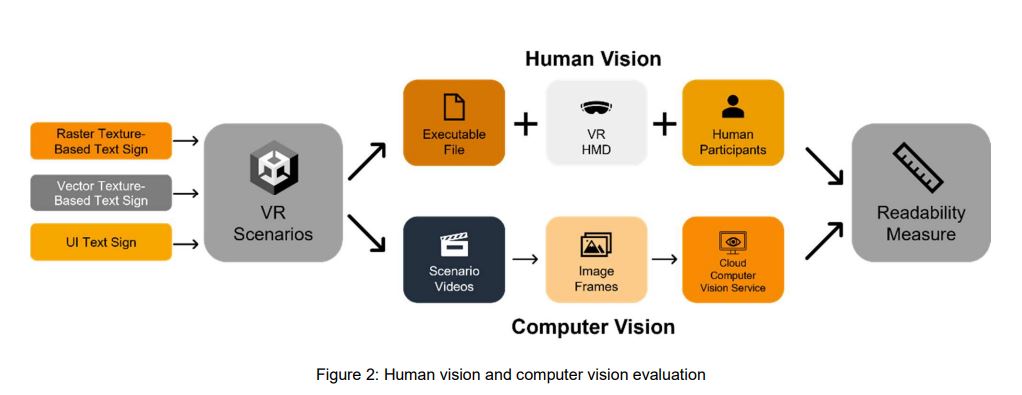 Human Vision
Raster Texture-
Based Text Sign
Vector Texture-
Based Text Sign
UI Text Sign
VR
Scenarios
Executable
File
+
VR
HMD
+
Human
Participants
Scenario
Videos
Image
Frames
Cloud
Computer
Vision Service
Computer Vision
Readability
Measure
Figure 2: Human vision and computer vision evaluation